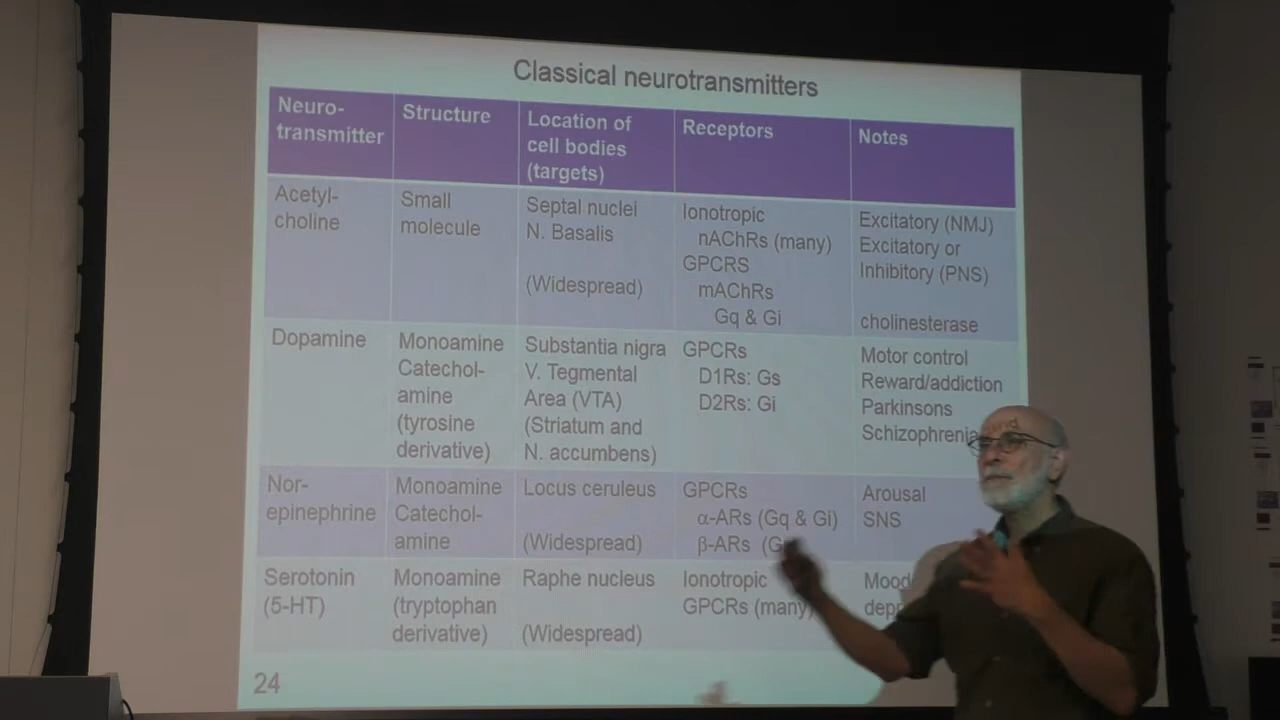 Classical neurotransmitters
Neuro-
transmitter
Structure
Location of
cell bodies
(targets)
Receptors
Notes
Acetyl-
choline
Small
molecule
Septal nuclei
N. Basalis
(Widespread)
Ionotropic
nAChRs (many)
GPCRS
mAChRs
Gq & Gi
Excitatory (NMJ)
Excitatory or
Inhibitory (PNS)
cholinesterase
Dopamine
Monoamine
Catechol-
amine
(tyrosine
derivative)
Substantia nigra
V. Tegmental
Area (VTA)
(Striatum and
N. accumbens)
GPCRs
D1Rs: Gs
D2Rs: Gi
Motor control
Reward/addiction
Parkinsons
Schizophrenia
Nor-
epinephrine
Monoamine
Catechol-
amine
Locus ceruleus
(Widespread)
GPCRs
α-ARs (Gq & Gi)
β-ARs
Arousal
SNS
Serotonin
(5-HT)
Monoamine
(tryptophan
derivative)
Raphe nucleus
(Widespread)
Ionotropic
GPCRs (many)
Mood
24